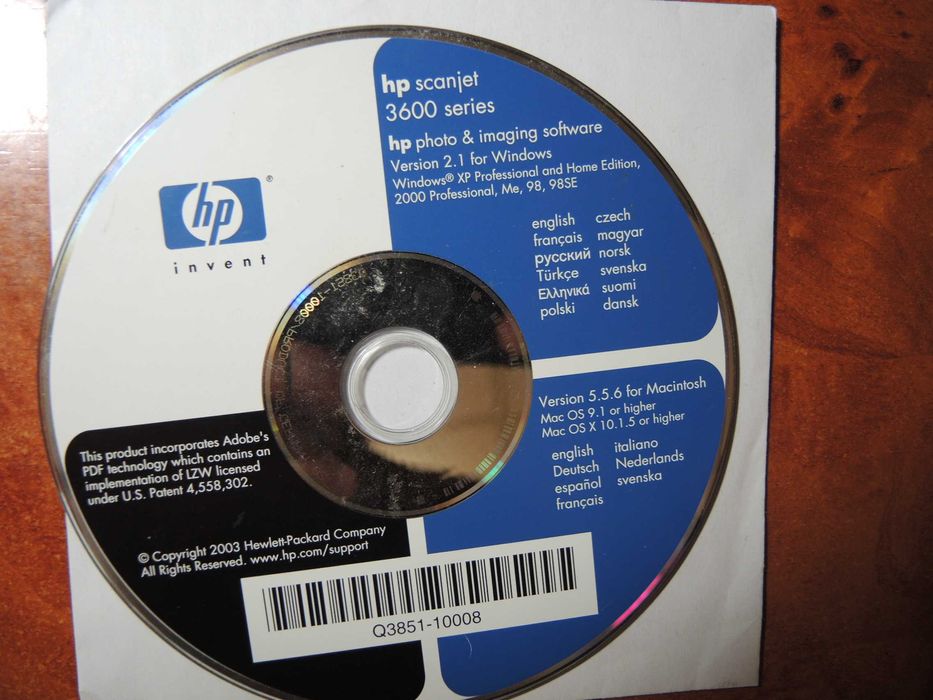 hp scanjet
3600 series
hp photo & imaging software
Version 2.1 for Windows
Windows® XP Professional and Home Edition,
2000 Professional, Me, 98, 98SE
english czech
français magyar
русский norsk
Türkçe svenska
Ελληνικά suomi
polski dansk
hp ®
invent
Version 5.5.6 for Macintosh
Mac OS 9.1 or higher
Mac OS X 10.1.5 or higher
english italiano
Deutsch Nederlands
español svenska
français
This product incorporates Adobe's
PDF technology which contains an
implementation of LZW licensed
under U.S. Patent 4,558,302.
© Copyright 2003 Hewlett-Packard Company
All Rights Reserved. www.hp.com/support
Q3851-10008